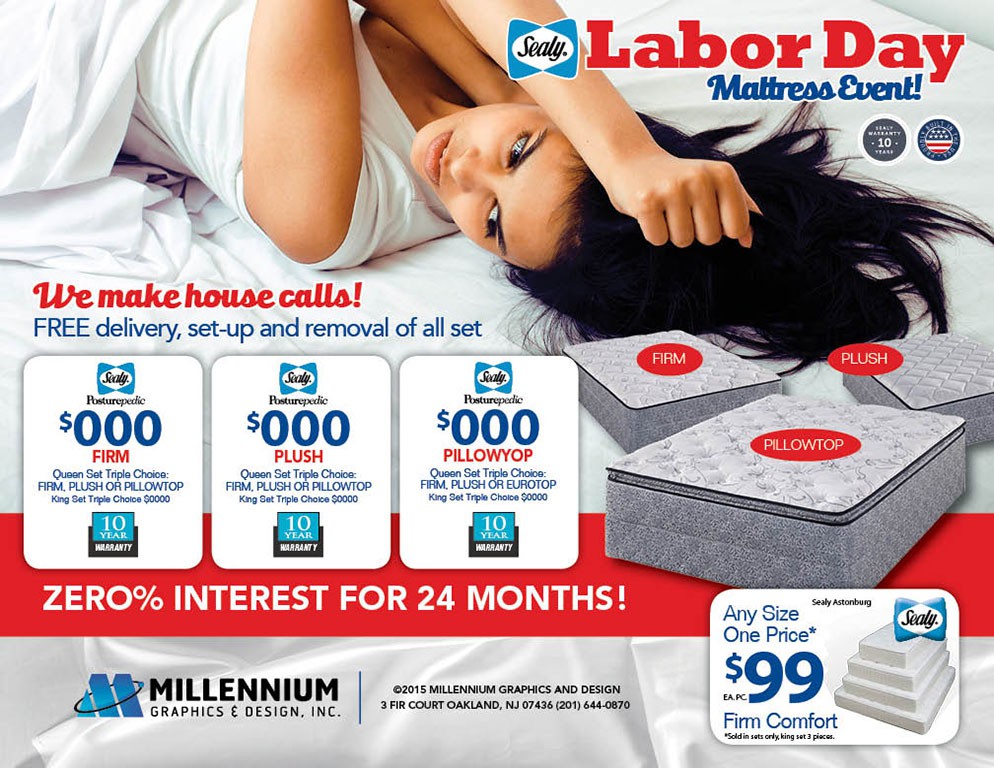 Sealy.
Labor Day
Mattress Event!
SEALY
WARRANTY
· 10 ·
YEARS
PROUDLY BUILT IN THE USA
We make house calls!
FREE delivery, set-up and removal of all set
Sealy.
Posturepedic
$000
FIRM
Queen Set Triple Choice:
FIRM, PLUSH OR PILLOWTOP
King Set Triple Choice $0000
10
YEAR
WARRANTY
Sealy.
Posturepedic
$000
PLUSH
Queen Set Triple Choice:
FIRM, PLUSH OR PILLOWTOP
King Set Triple Choice $0000
10
YEAR
WARRANTY
Sealy.
Posturepedic
$000
PILLOWYOP
Queen Set Triple Choice:
FIRM, PLUSH OR EUROTOP
King Set Triple Choice $0000
10
YEAR
WARRANTY
FIRM
PLUSH
PILLOWTOP
ZERO% INTEREST FOR 24 MONTHS!
Sealy Astonburg
Any Size
One Price*
Sealy.
$99
EA.PC.
Firm Comfort
*Sold in sets only, king set 3 pieces.
MILLENNIUM
GRAPHICS & DESIGN, INC.
©2015 MILLENNIUM GRAPHICS AND DESIGN
3 FIR COURT OAKLAND, NJ 07436 (201) 644-0870